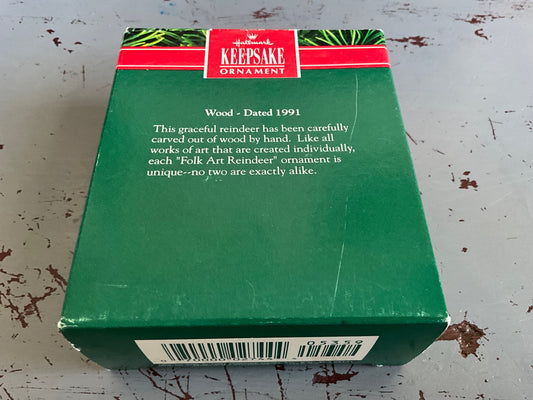 Hallmark
KEEPSAKE
ORNAMENT
Wood - Dated 1991
This graceful reindeer has been carefully
carved out of wood by hand. Like all
works of art that are created individually,
each "Folk Art Reindeer" ornament is
unique--no two are exactly alike.
05359